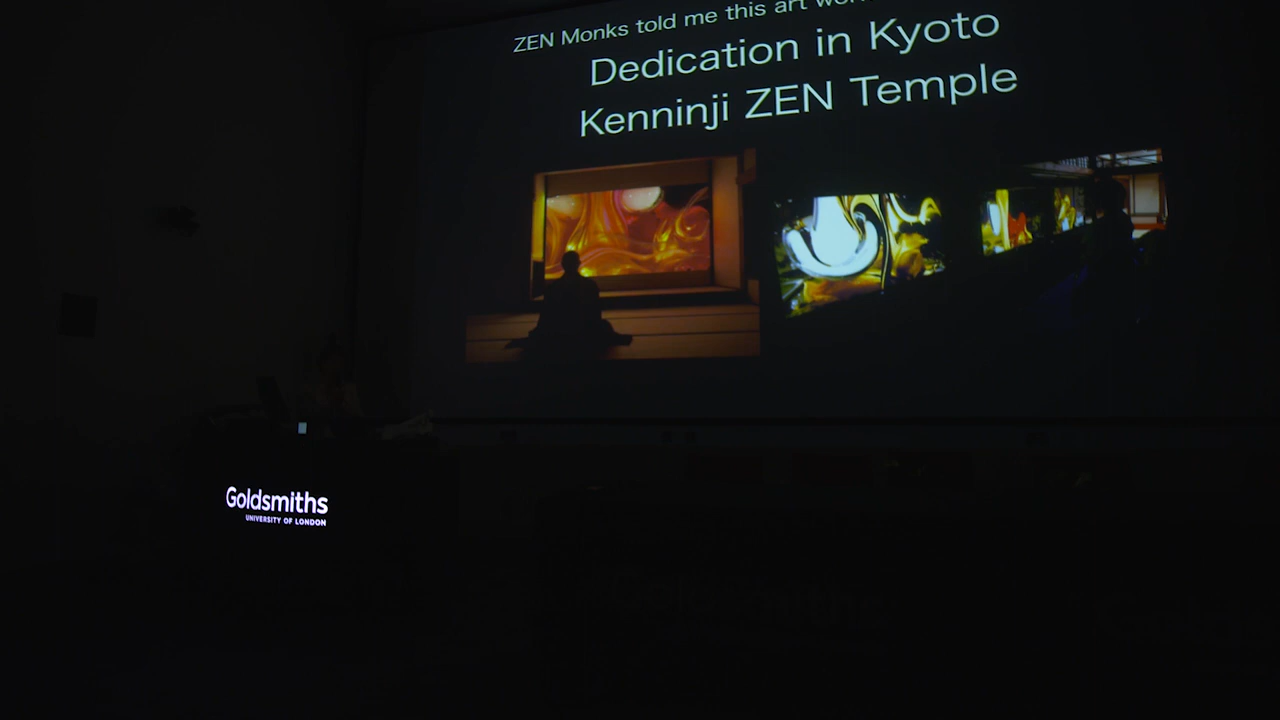 ZEN Monks told me this art
Dedication in Kyoto
Kenninji ZEN Temple
Goldsmiths
UNIVERSITY OF LONDON